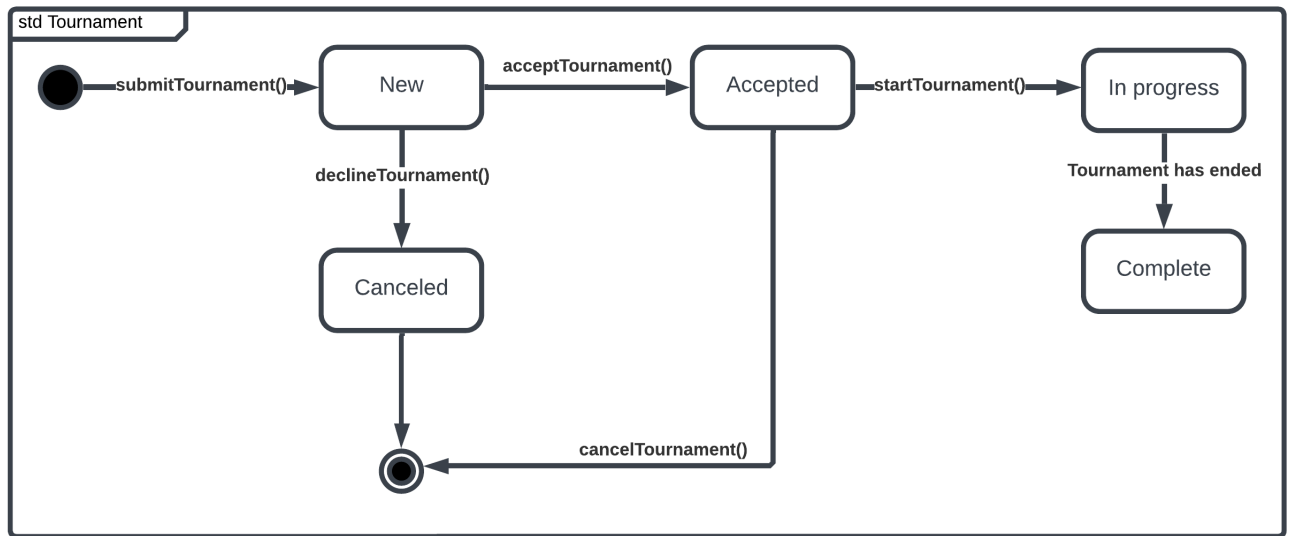 std Tournament
submitTournament()
New
acceptTournament()
Accepted
startTournament()
In progress
declineTournament()
Tournament has ended
Canceled
Complete
cancelTournament()